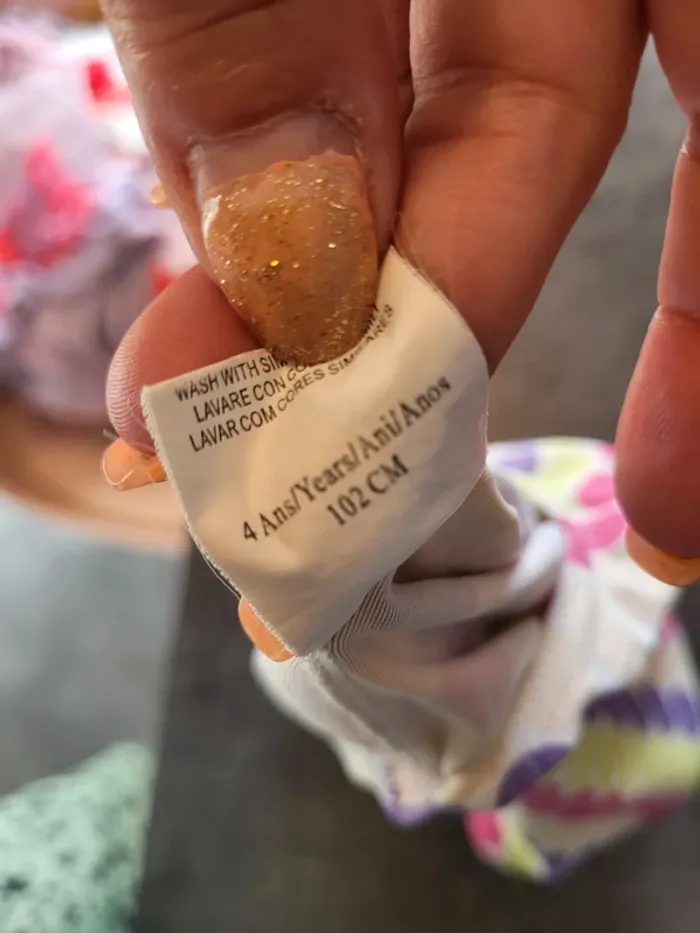 WASH WITH
LAVARE CON
LAVAR COM CORES SIMILARES
4 Ans/Years/Ani/Anos
102 CM